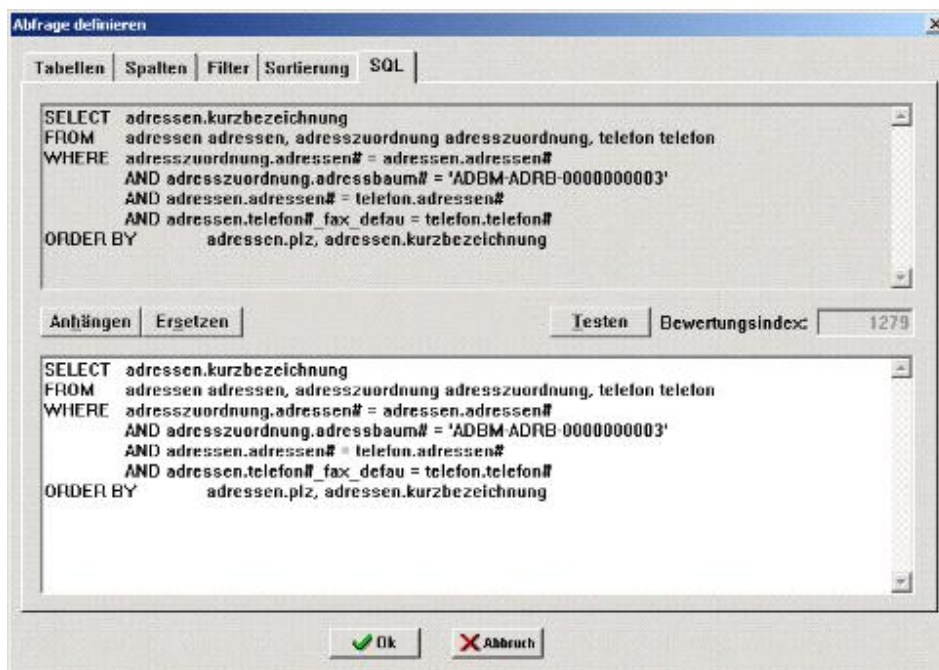 Abfrage definieren
Tabellen Spalten Filter Sortierung SQL
SELECT adressen.kurzbezeichnung
FROM adressen adressen, adresszuordnung adresszuordnung, telefon telefon
WHERE adresszuordnung.adressen# = adressen.adressen#
AND adresszuordnung.adressbaum# = 'ADBM-ADRB-0000000003'
AND adressen.adressen# = telefon.adressen#
AND adressen.telefon#_fax_defau = telefon.telefon#
ORDER BY adressen.plz, adressen.kurzbezeichnung
Anhängen Ersetzen Testen Bewertungsindex: 1279
SELECT adressen.kurzbezeichnung
FROM adressen adressen, adresszuordnung adresszuordnung, telefon telefon
WHERE adresszuordnung.adressen# = adressen.adressen#
AND adresszuordnung.adressbaum# = 'ADBM-ADRB-0000000003'
AND adressen.adressen# = telefon.adressen#
AND adressen.telefon#_fax_defau = telefon.telefon#
ORDER BY adressen.plz, adressen.kurzbezeichnung
Ok Abbruch